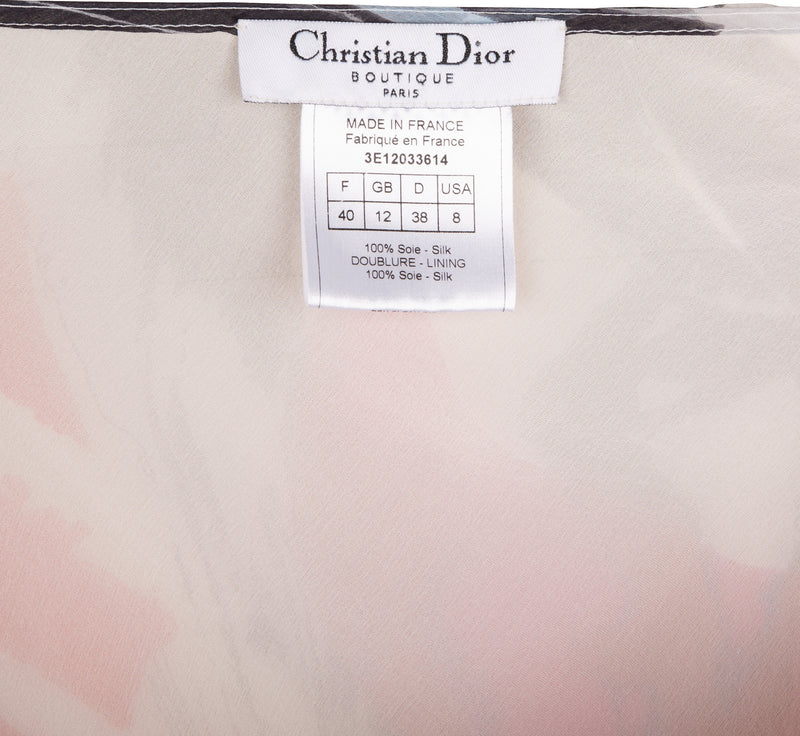 Christian Dior
BOUTIQUE
PARIS
MADE IN FRANCE
Fabriqué en France
3E12033614
F GB D USA
40 12 38 8
100% Soie - Silk
DOUBLURE - LINING
100% Soie - Silk